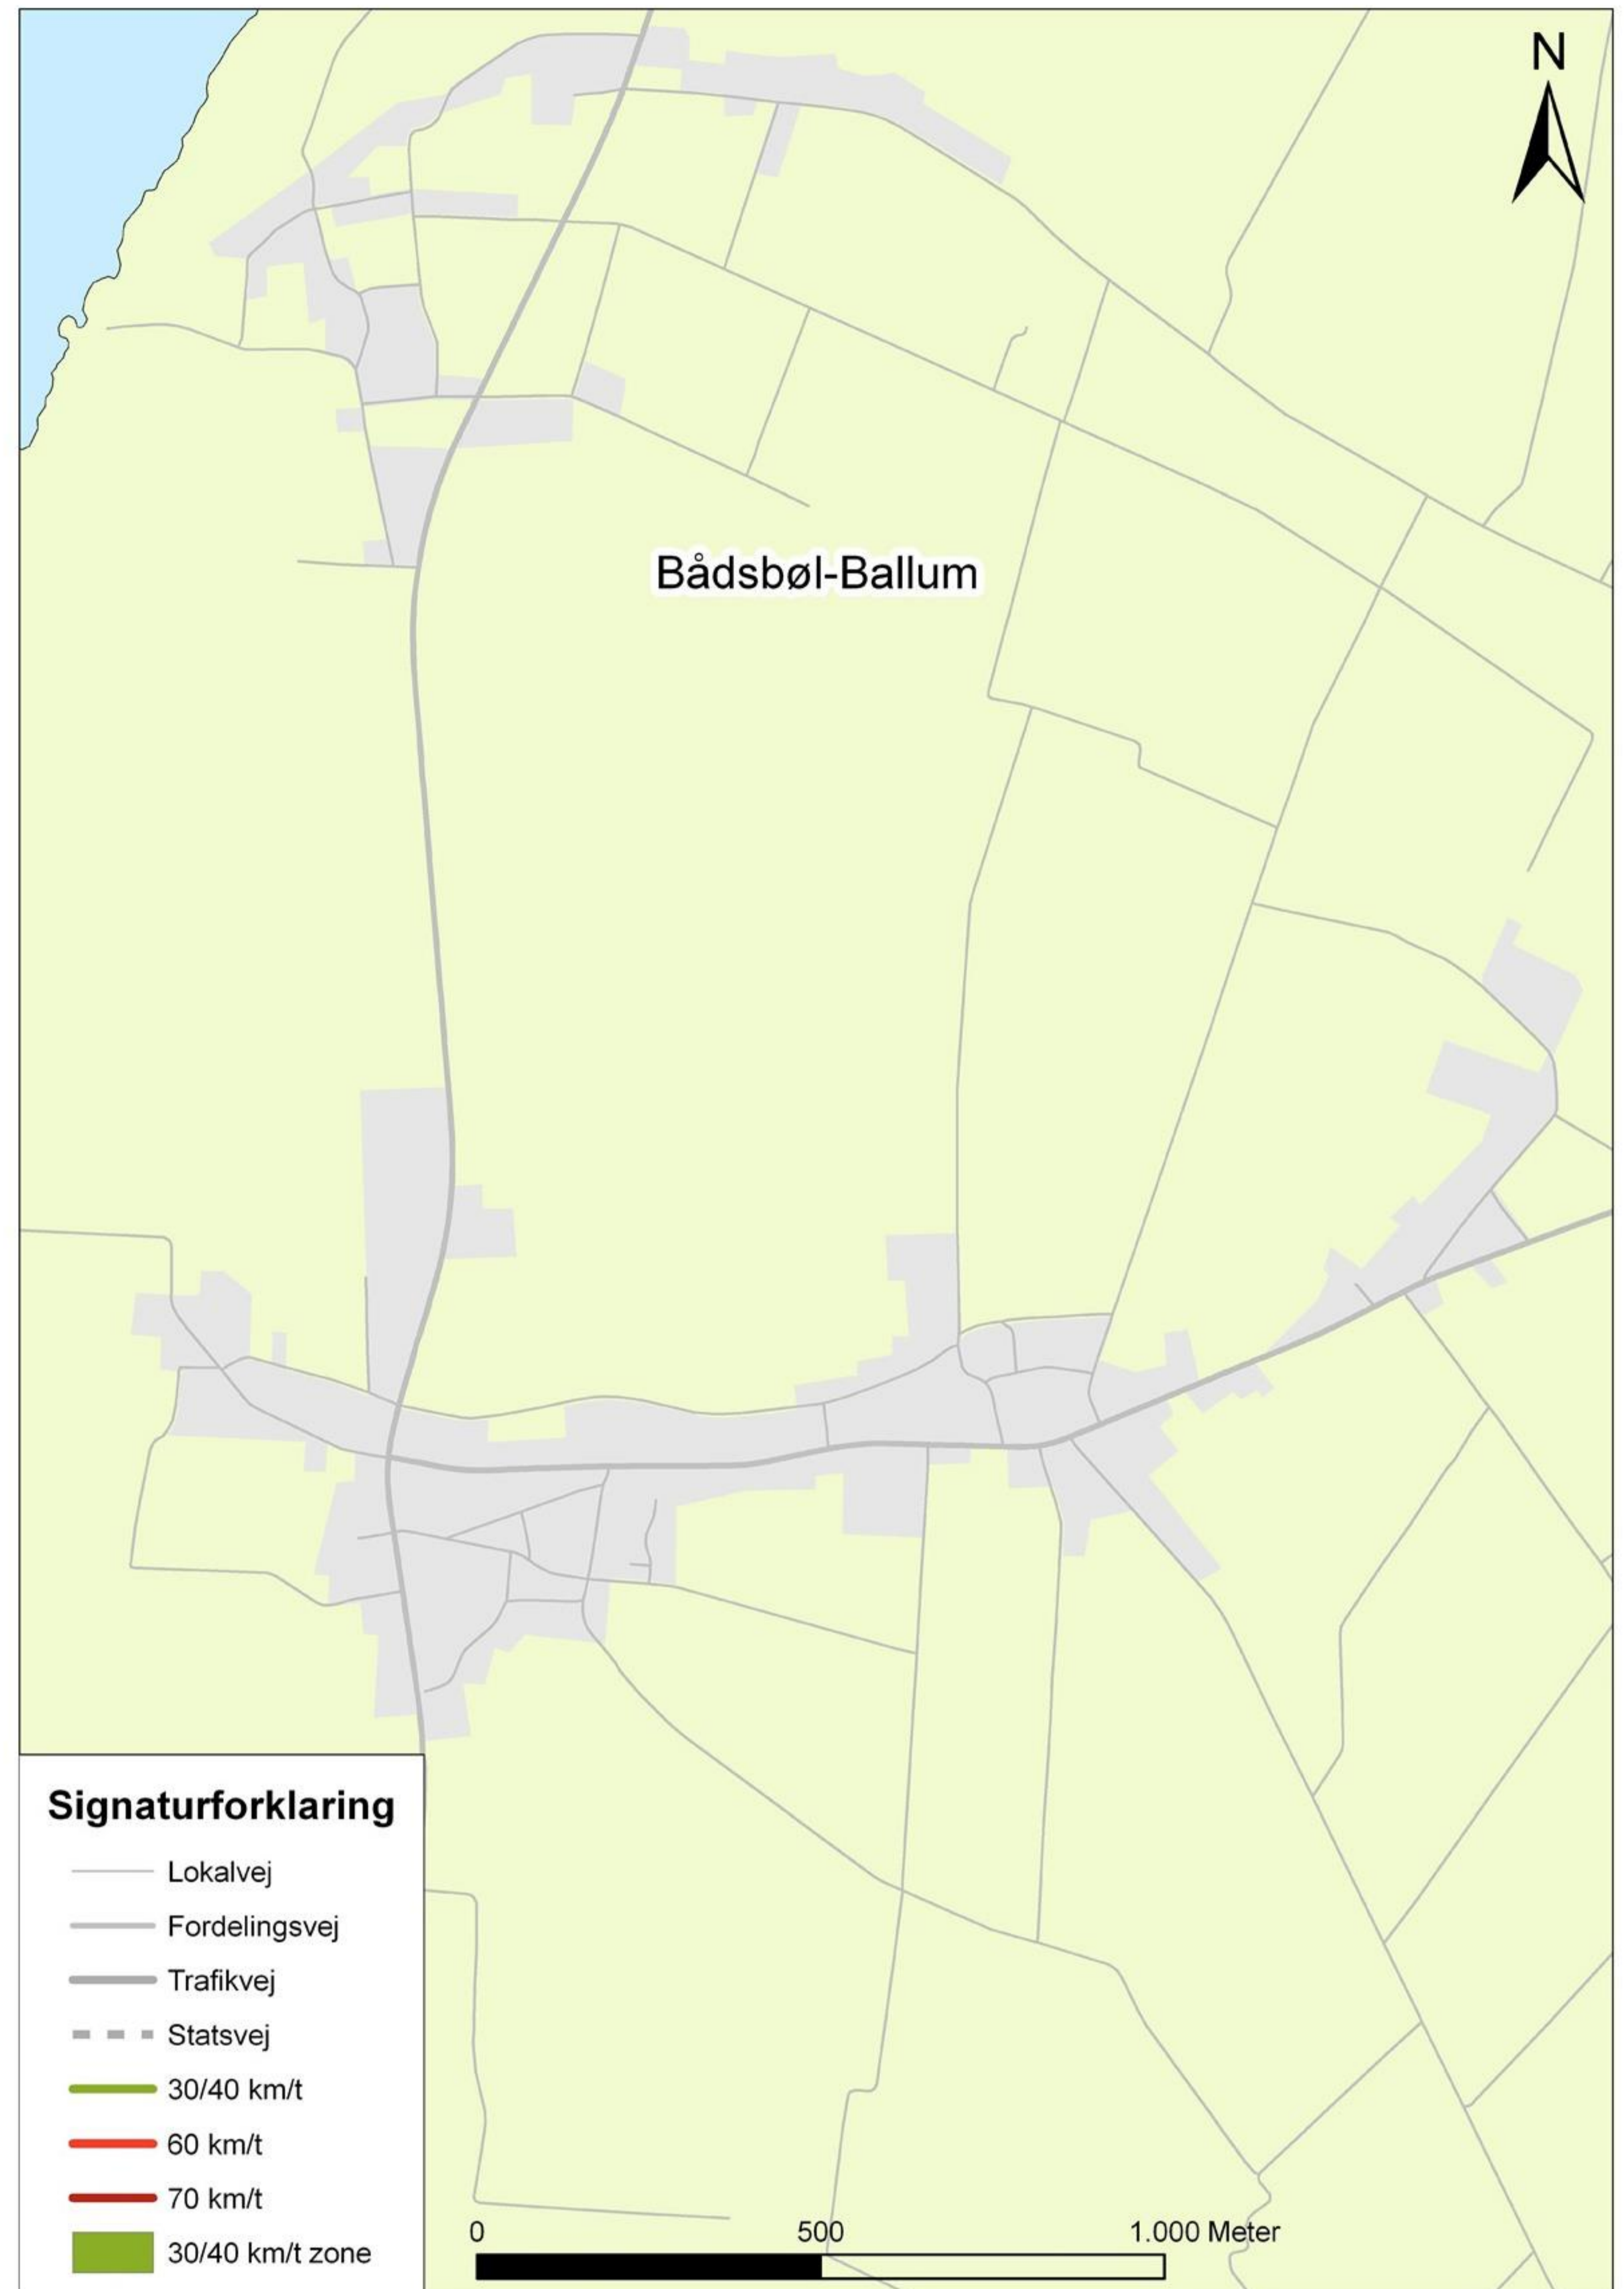 N
Bådsbøl-Ballum
Signaturforklaring
Lokalvej
Fordelingsvej
Trafikvej
Statsvej
30/40 km/t
60 km/t
70 km/t
30/40 km/t zone
0 500 1.000 Meter